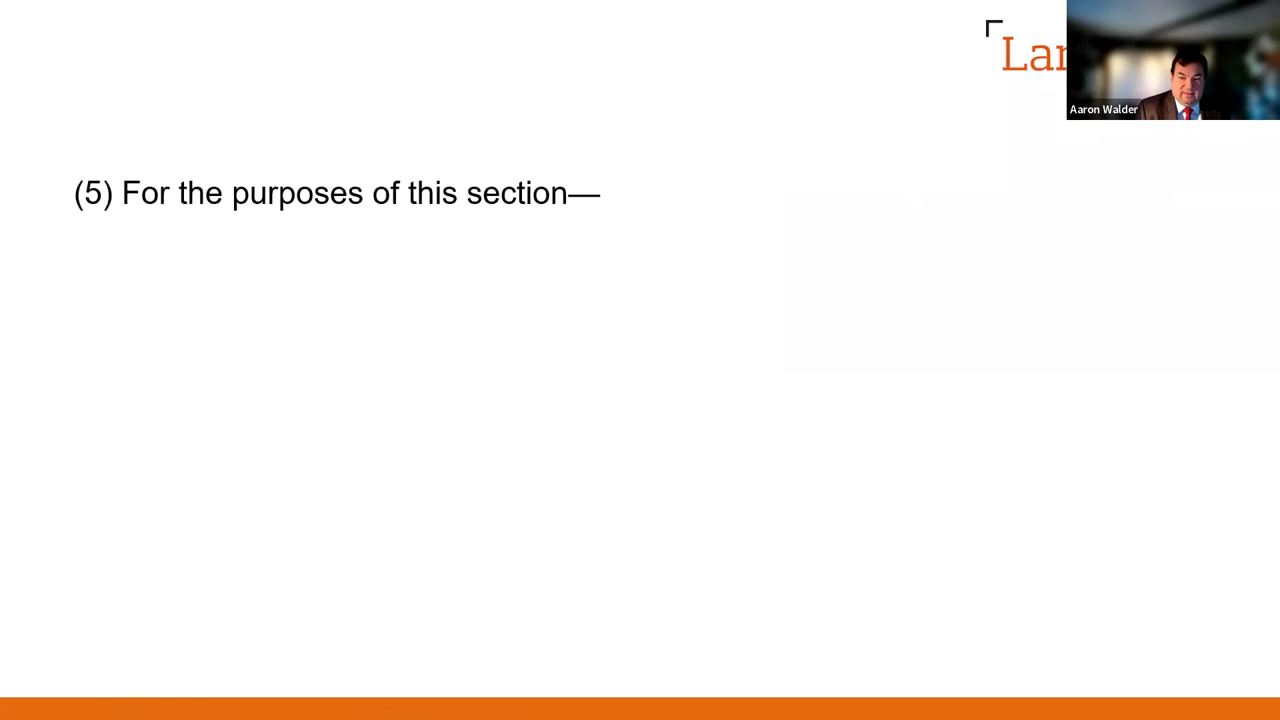 Lar
Aaron Walder
(5) For the purposes of this section—